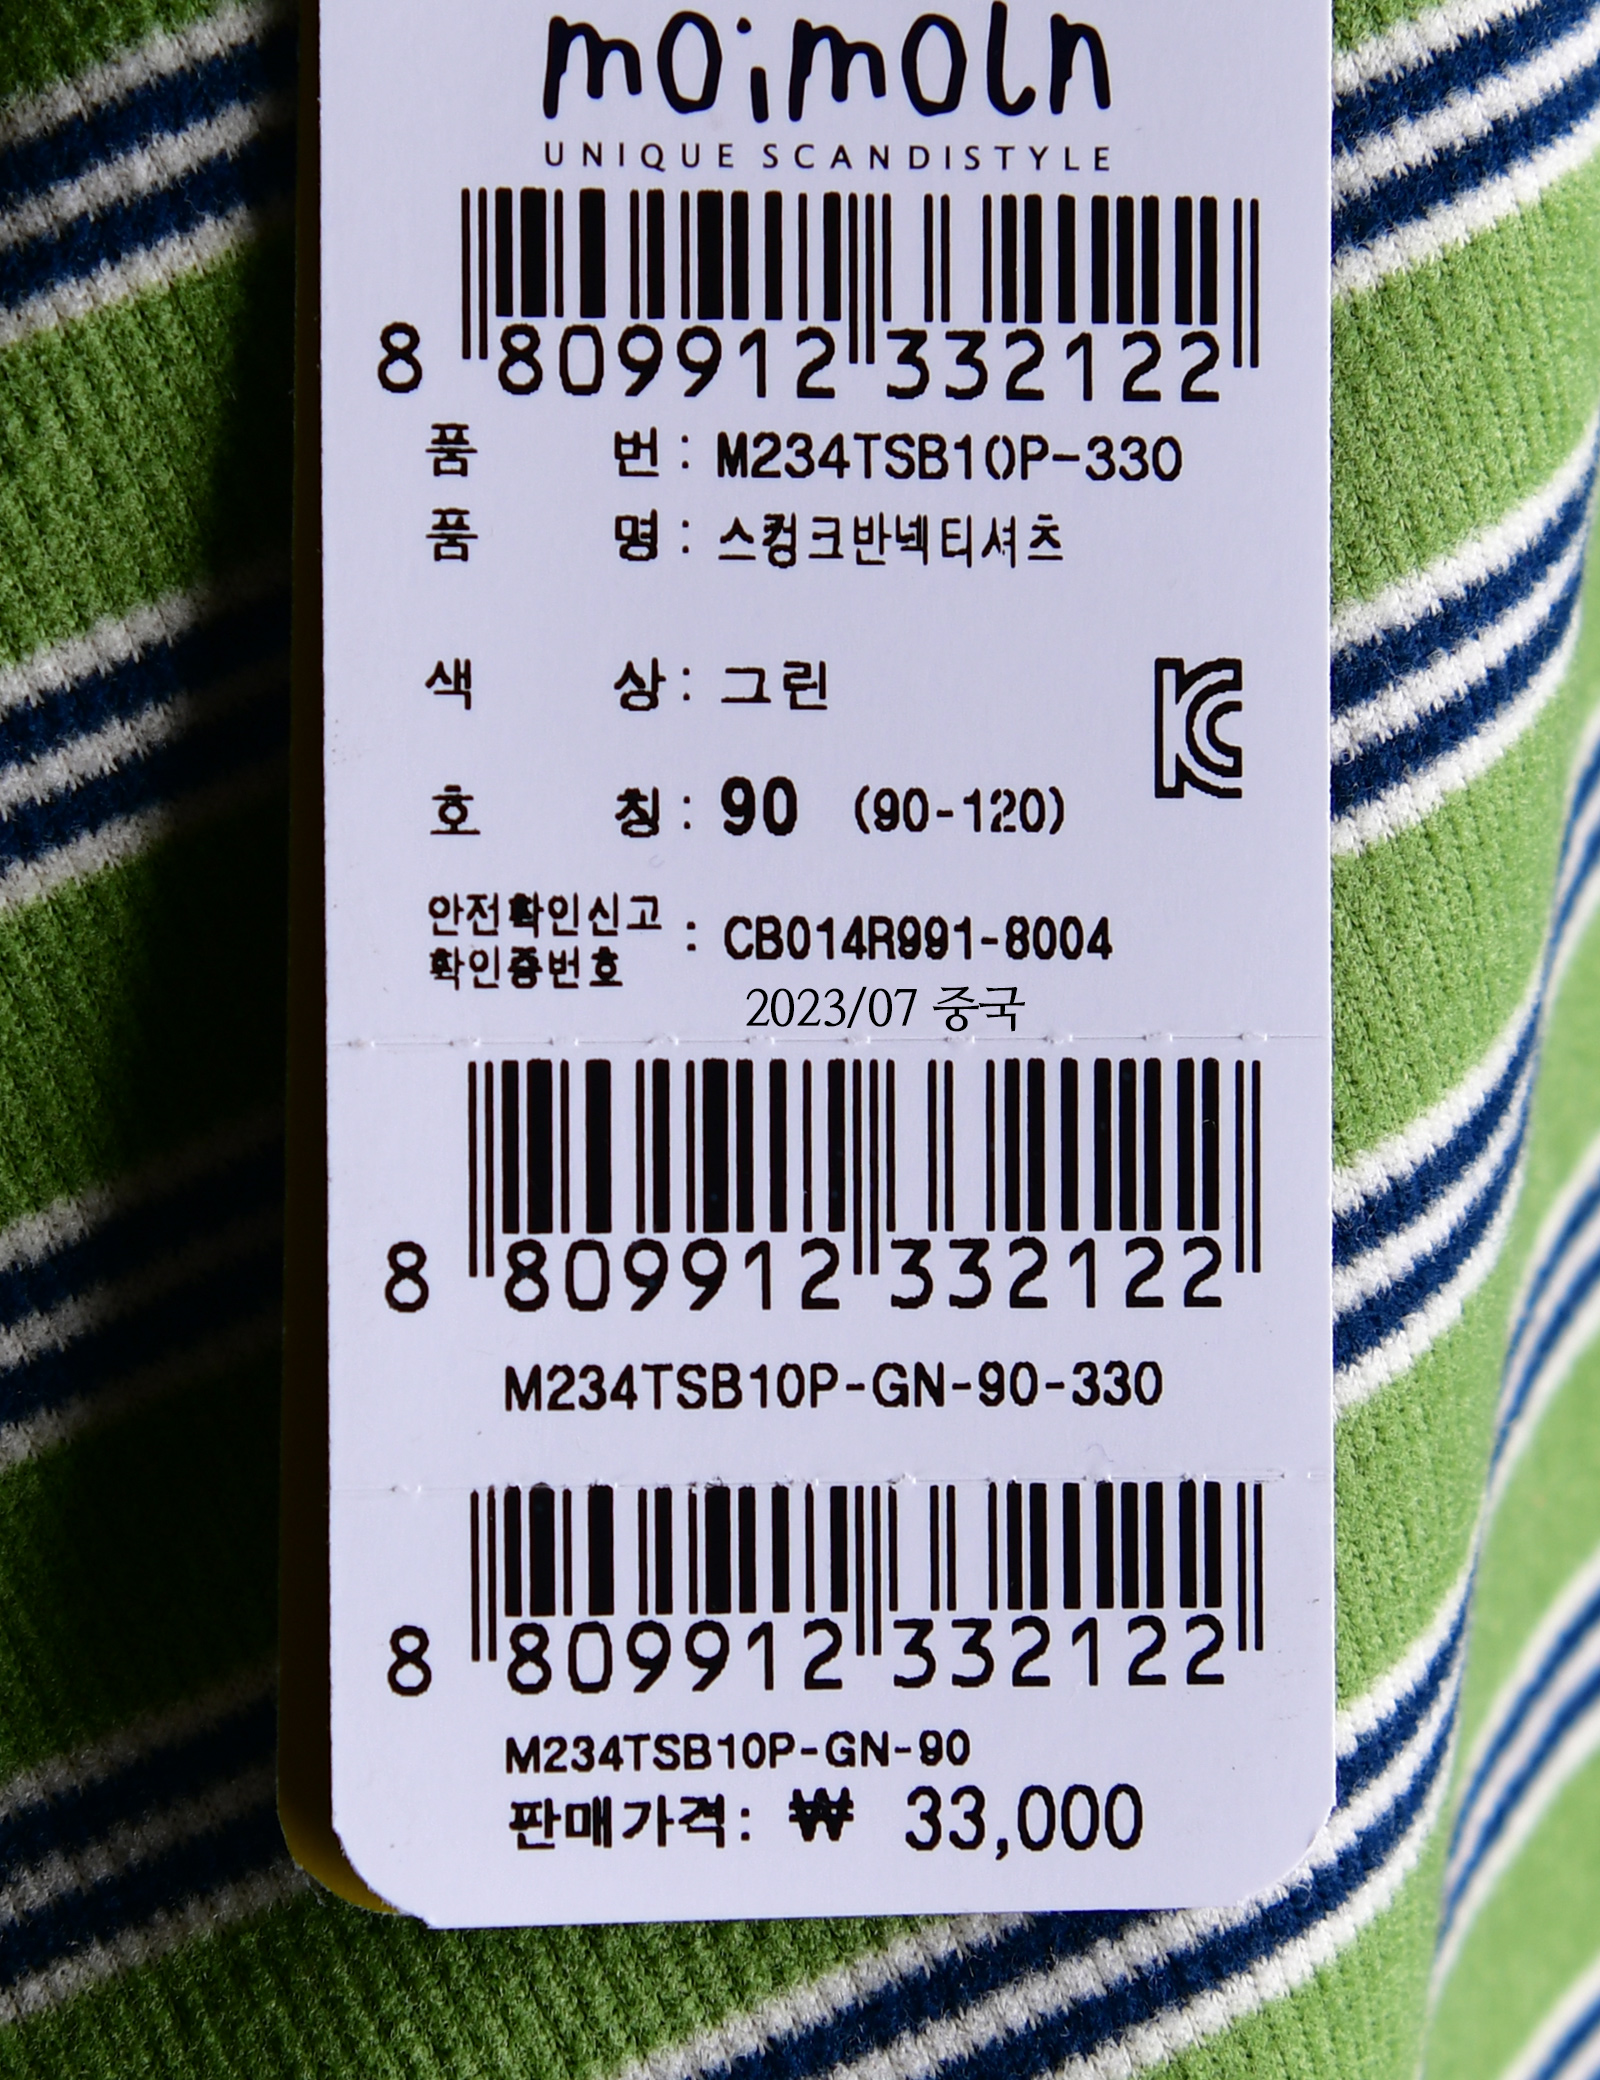 moimoln
UNIQUE SCANDISTYLE
8 809912 332122
품 번 : M234TSB10P-330
품 명 : 스컹크반넥티셔츠
색 상 : 그린
호 칭 : 90 (90-120)
안전확인신고
확인증번호 : CB014R991-8004
2023/07 중국
8 809912 332122
M234TSB10P-GN-90-330
8 809912 332122
M234TSB10P-GN-90
판매가격: ₩ 33,000